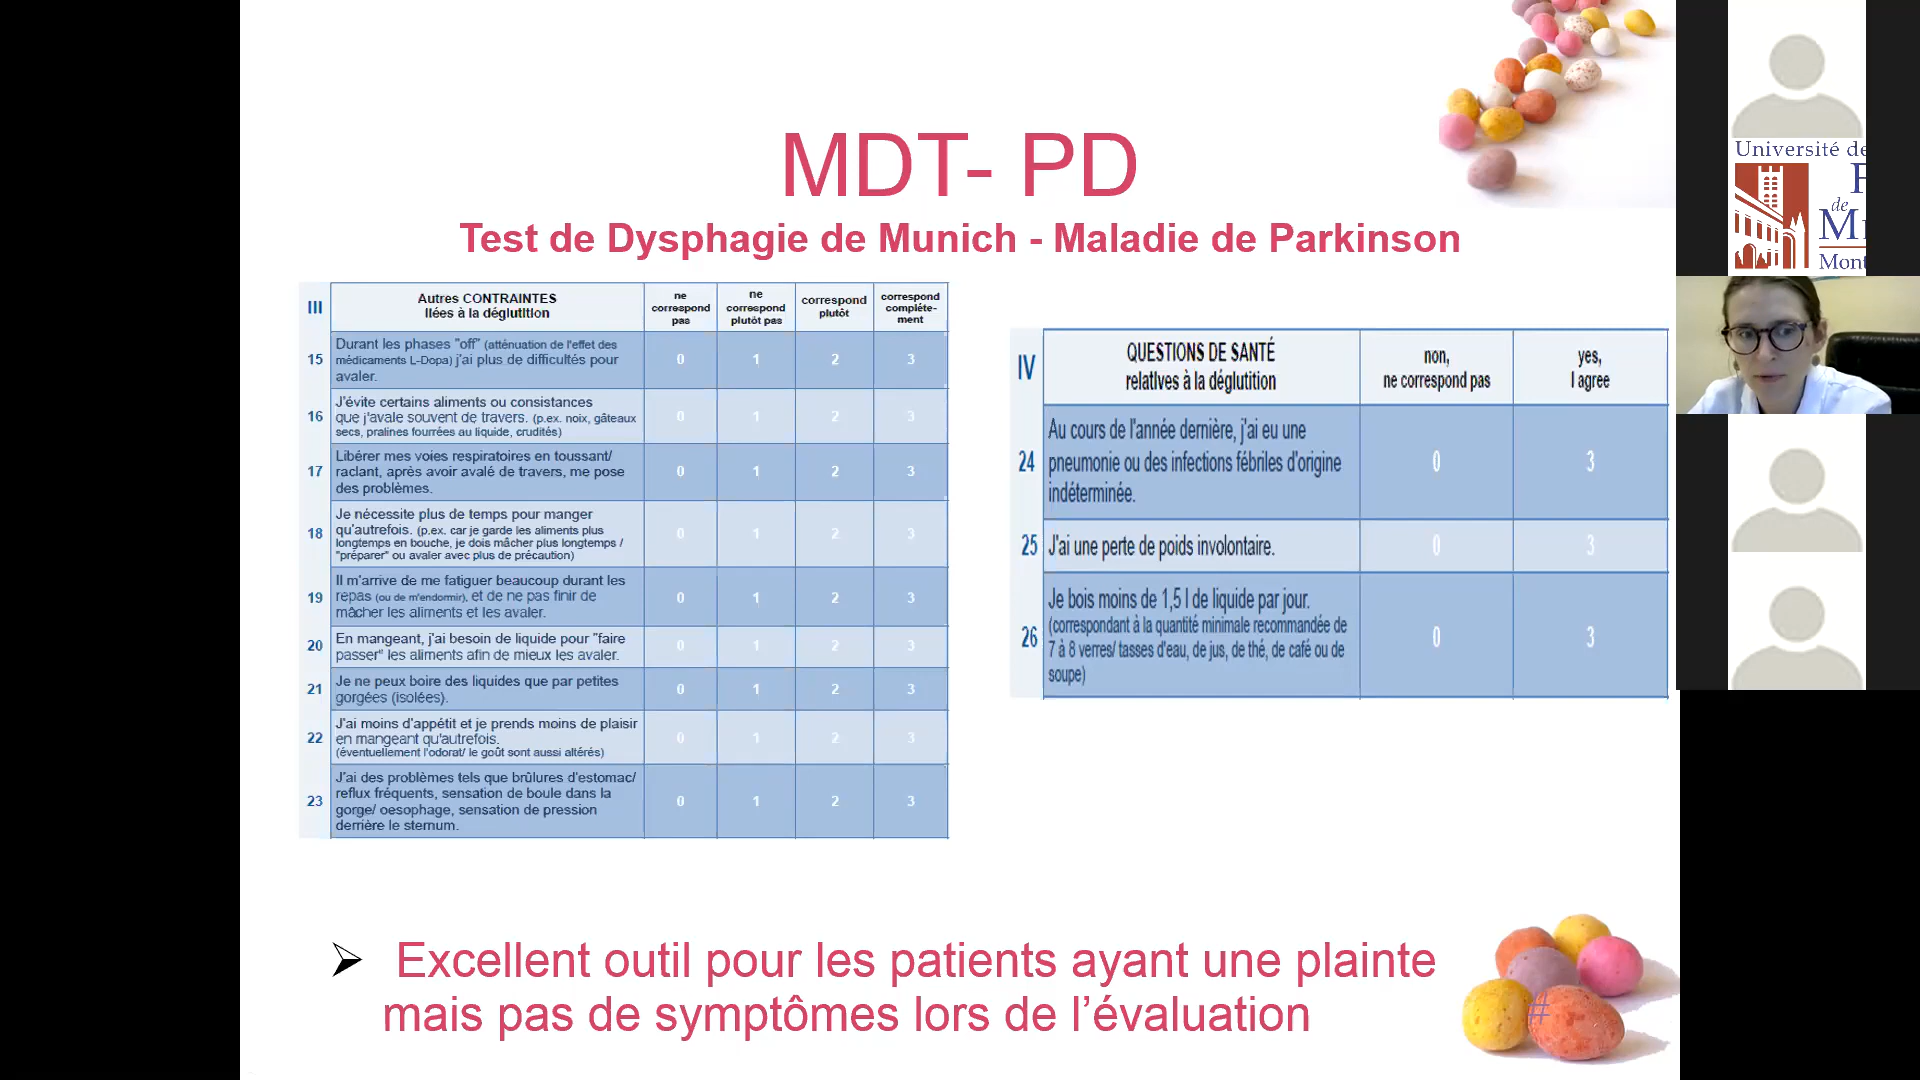 MDT- PD
Test de Dysphagie de Munich - Maladie de Parkinson
III
Autres CONTRAINTES
liées à la déglutition
ne
correspond
pas
ne
correspond
plutôt pas
correspond
plutôt
correspond
complète-
ment
15
Durant les phases "off" (atténuation de l'effet des
médicaments L-Dopa) j'ai plus de difficultés pour
avaler.
0 1 2 3
16
J'évite certains aliments ou consistances
que j'avale souvent de travers. (p.ex. noix, gâteaux
secs, pralines fourrées au liquide, crudités)
0 1 2 3
17
Libérer mes voies respiratoires en toussant/
raclant, après avoir avalé de travers, me pose
des problèmes.
0 1 2 3
18
Je nécessite plus de temps pour manger
qu'autrefois. (p.ex. car je garde les aliments plus
longtemps en bouche, je dois mâcher plus longtemps /
"préparer" ou avaler avec plus de précaution)
0 1 2 3
19
Il m'arrive de me fatiguer beaucoup durant les
repas (ou de m'endormir), et de ne pas finir de
mâcher les aliments et les avaler.
0 1 2 3
20
En mangeant, j'ai besoin de liquide pour "faire
passer" les aliments afin de mieux les avaler.
0 1 2 3
21
Je ne peux boire des liquides que par petites
gorgées (isolées).
0 1 2 3
22
J'ai moins d'appétit et je prends moins de plaisir
en mangeant qu'autrefois.
(éventuellement l'odorat/ le goût sont aussi altérés)
0 1 2 3
23
J'ai des problèmes tels que brûlures d'estomac/
reflux fréquents, sensation de boule dans la
gorge/ oesophage, sensation de pression
derrière le sternum.
0 1 2 3
IV
QUESTIONS DE SANTÉ
relatives à la déglutition
non,
ne correspond pas
yes,
I agree
24
Au cours de l'année dernière, j'ai eu une
pneumonie ou des infections fébriles d'origine
indéterminée.
0 3
25
J'ai une perte de poids involontaire.
0 3
26
Je bois moins de 1,5 l de liquide par jour.
(correspondant à la quantité minimale recommandée de
7 à 8 verres/ tasses d'eau, de jus, de thé, de café ou de
soupe)
0 3
➢ Excellent outil pour les patients ayant une plainte
mais pas de symptômes lors de l’évaluation
#
Université de
de
Mont